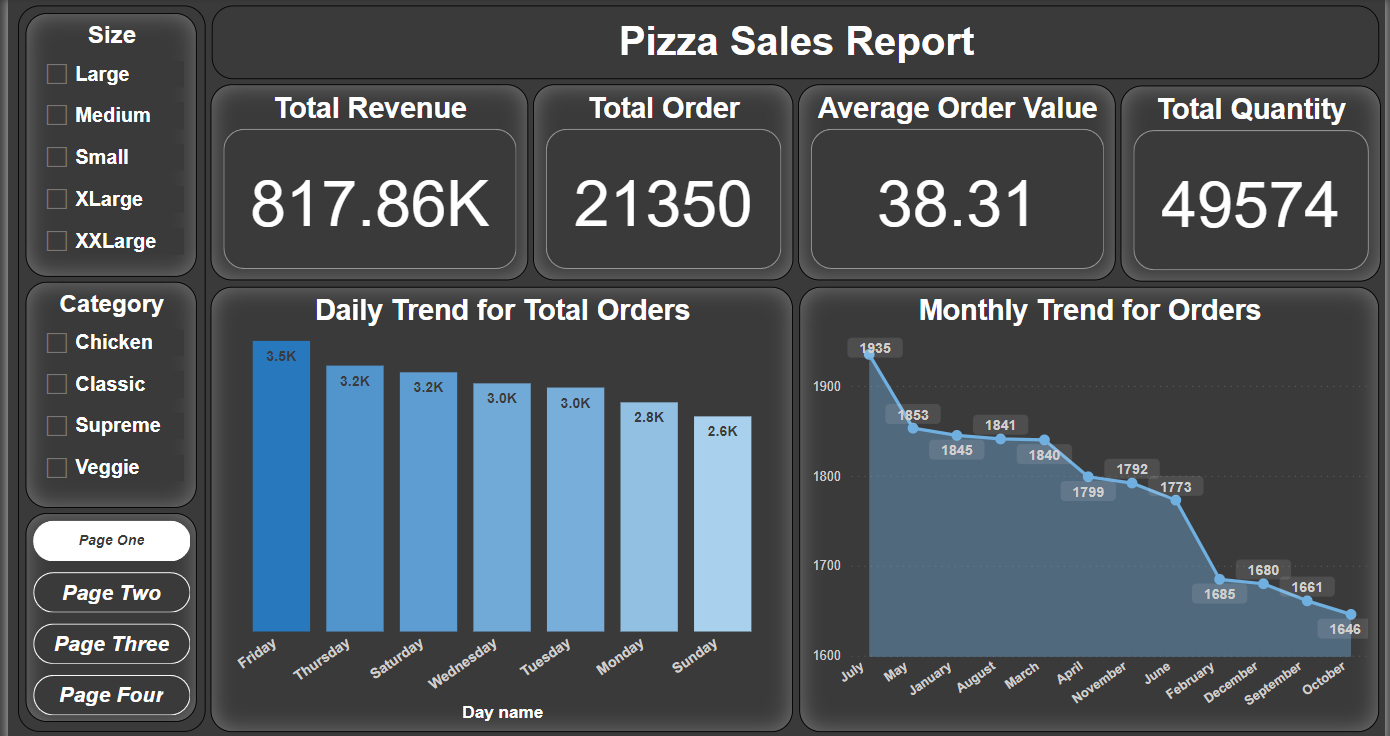 Size
Large
Medium
Small
XLarge
XXLarge
Category
Chicken
Classic
Supreme
Veggie
Page One
Page Two
Page Three
Page Four
Pizza Sales Report
Total Revenue
817.86K
Total Order
21350
Average Order Value
38.31
Total Quantity
49574
Daily Trend for Total Orders
3.5K
3.2K
3.2K
3.0K
3.0K
2.8K
2.6K
Friday
Thursday
Saturday
Wednesday
Tuesday
Monday
Sunday
Day name
Monthly Trend for Orders
1900
1800
1700
1600
1935
1853
1845
1841
1840
1799
1792
1773
1685
1680
1661
1646
July
May
January
August
March
April
November
June
February
December
September
October